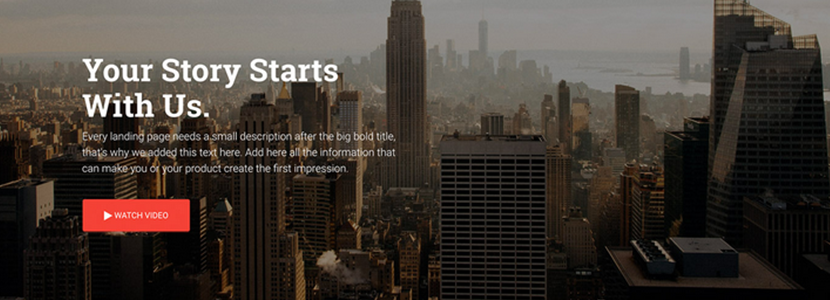 Your Story Starts
With Us.
Every landing page needs a small description after the big bold title,
that's why we added this text here. Add here all the information that
can make you or your product create the first impression.
WATCH VIDEO